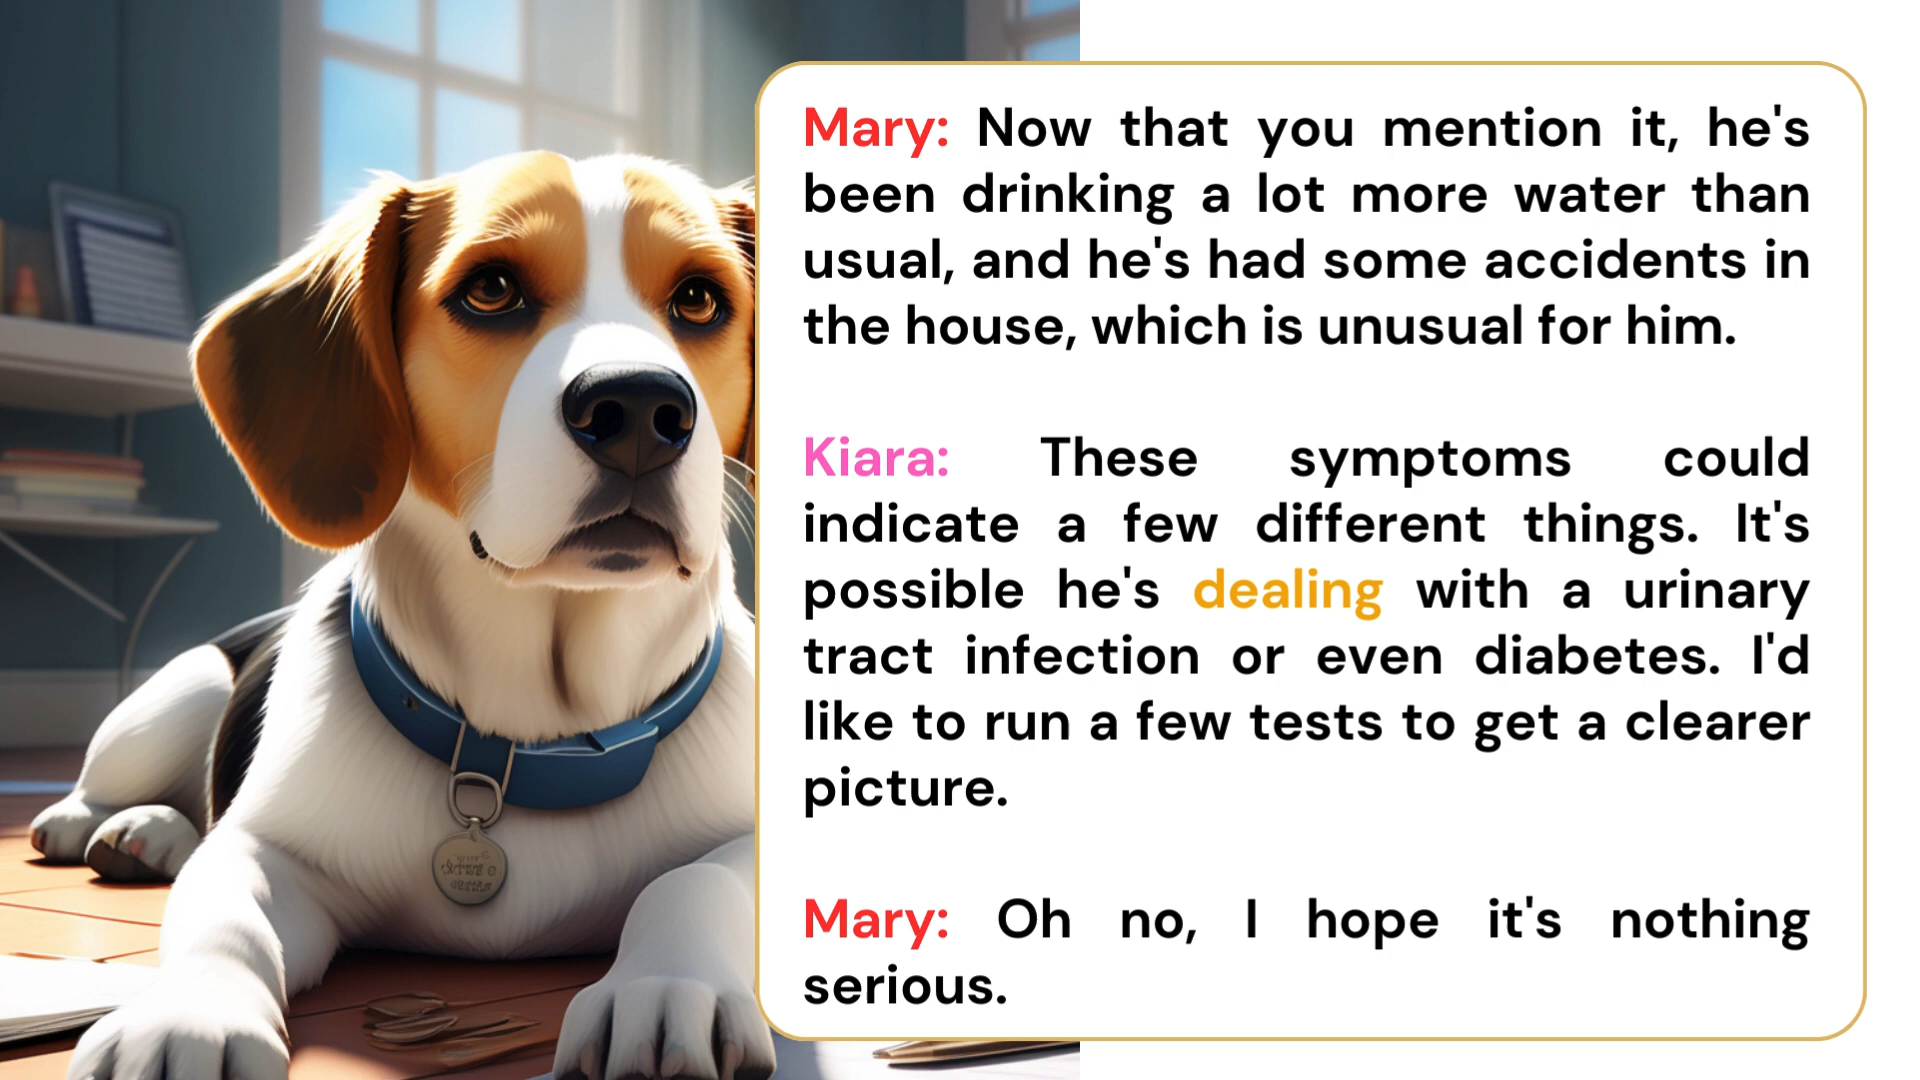 Mary: Now that you mention it, he's
been drinking a lot more water than
usual, and he's had some accidents in
the house, which is unusual for him.
Kiara: These symptoms could
indicate a few different things. It's
possible he's dealing with a urinary
tract infection or even diabetes. I'd
like to run a few tests to get a clearer
picture.
Mary: Oh no, I hope it's nothing
serious.